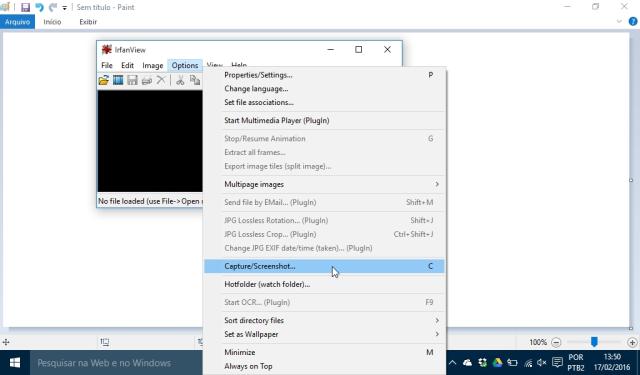 Sem título - Paint
Arquivo Início Exibir
IrfanView
File Edit Image Options View Help
Properties/Settings... P
Change language...
Set file associations...
Start Multimedia Player (PlugIn)
Stop/Resume Animation G
Extract all frames...
Export image tiles (split image)...
Multipage images
Send file by EMail... (PlugIn) Shift+M
No file loaded (use File->Open
JPG Lossless Rotation... (PlugIn) Shift+J
JPG Lossless Crop... (PlugIn) Ctrl+Shift+J
Change JPG EXIF date/time (taken)... (PlugIn)
Capture/Screenshot... C
Hotfolder (watch folder)...
Start OCR... (PlugIn) F9
Sort directory files
Set as Wallpaper
100%
Minimize M
Always on Top
Pesquisar na Web e no Windows
POR
PTB2
13:50
17/02/2016